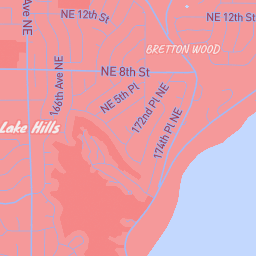 NE 12th St
NE 12th St
Ave NE
BRETTON WOOD
NE 8th St
166th Ave NE
NE 5th Pl
172nd Pl NE
174th Pl NE
Lake Hills